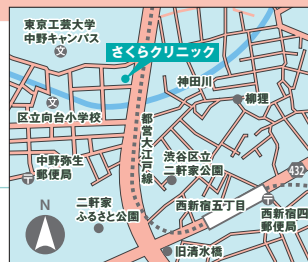 東京工芸大学
中野キャンパス
文
さくらクリニック
神田川
柳狸
文
区立向台小学校
都営大江戸線
中野弥生
郵便局
渋谷区立
二軒家公園
432
N
二軒家
ふるさと公園
西新宿五丁目
西新宿四
郵便局
旧清水橋